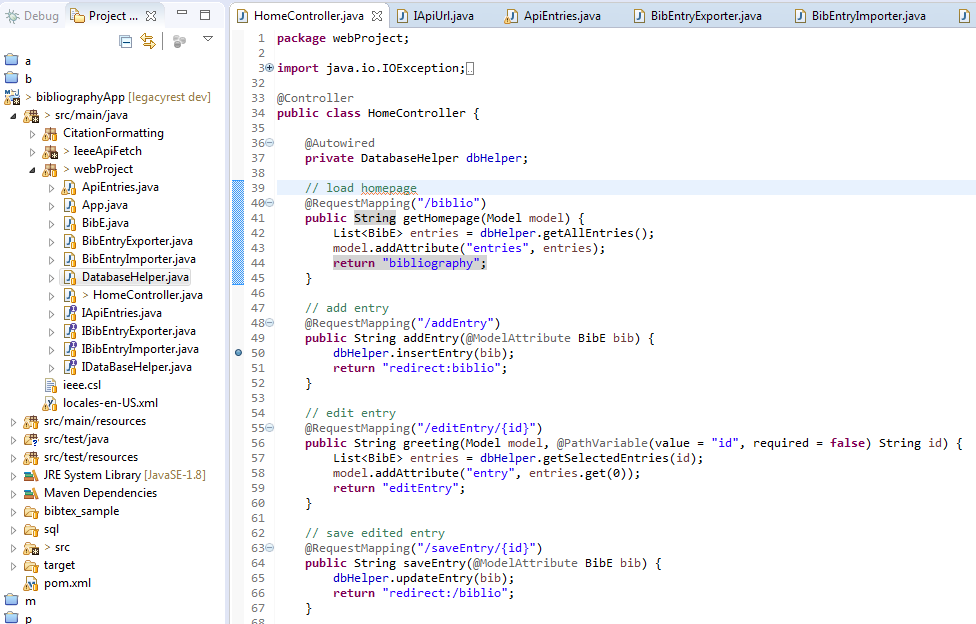 Debug Project ... HomeController.java IApiUrl.java ApiEntries.java BibEntryExporter.java BibEntryImporter.java
a
b
> bibliographyApp [legacyrest dev]
> src/main/java
CitationFormatting
> IeeeApiFetch
> webProject
ApiEntries.java
App.java
BibE.java
BibEntryExporter.java
BibEntryImporter.java
DatabaseHelper.java
> HomeController.java
IApiEntries.java
IBibEntryExporter.java
IBibEntryImporter.java
IDataBaseHelper.java
ieee.csl
locales-en-US.xml
src/main/resources
src/test/java
src/test/resources
JRE System Library [JavaSE-1.8]
Maven Dependencies
bibtex_sample
sql
> src
target
pom.xml
m
p
1 package webProject;
2
3 import java.io.IOException;
32
33 @Controller
34 public class HomeController {
35
36 @Autowired
37 private DatabaseHelper dbHelper;
38
39 // load homepage
40 @RequestMapping("/biblio")
41 public String getHomepage(Model model) {
42 List<BibE> entries = dbHelper.getAllEntries();
43 model.addAttribute("entries", entries);
44 return "bibliography";
45 }
46
47 // add entry
48 @RequestMapping("/addEntry")
49 public String addEntry(@ModelAttribute BibE bib) {
50 dbHelper.insertEntry(bib);
51 return "redirect:biblio";
52 }
53
54 // edit entry
55 @RequestMapping("/editEntry/{id}")
56 public String greeting(Model model, @PathVariable(value = "id", required = false) String id) {
57 List<BibE> entries = dbHelper.getSelectedEntries(id);
58 model.addAttribute("entry", entries.get(0));
59 return "editEntry";
60 }
61
62 // save edited entry
63 @RequestMapping("/saveEntry/{id}")
64 public String saveEntry(@ModelAttribute BibE bib) {
65 dbHelper.updateEntry(bib);
66 return "redirect:/biblio";
67 }
68